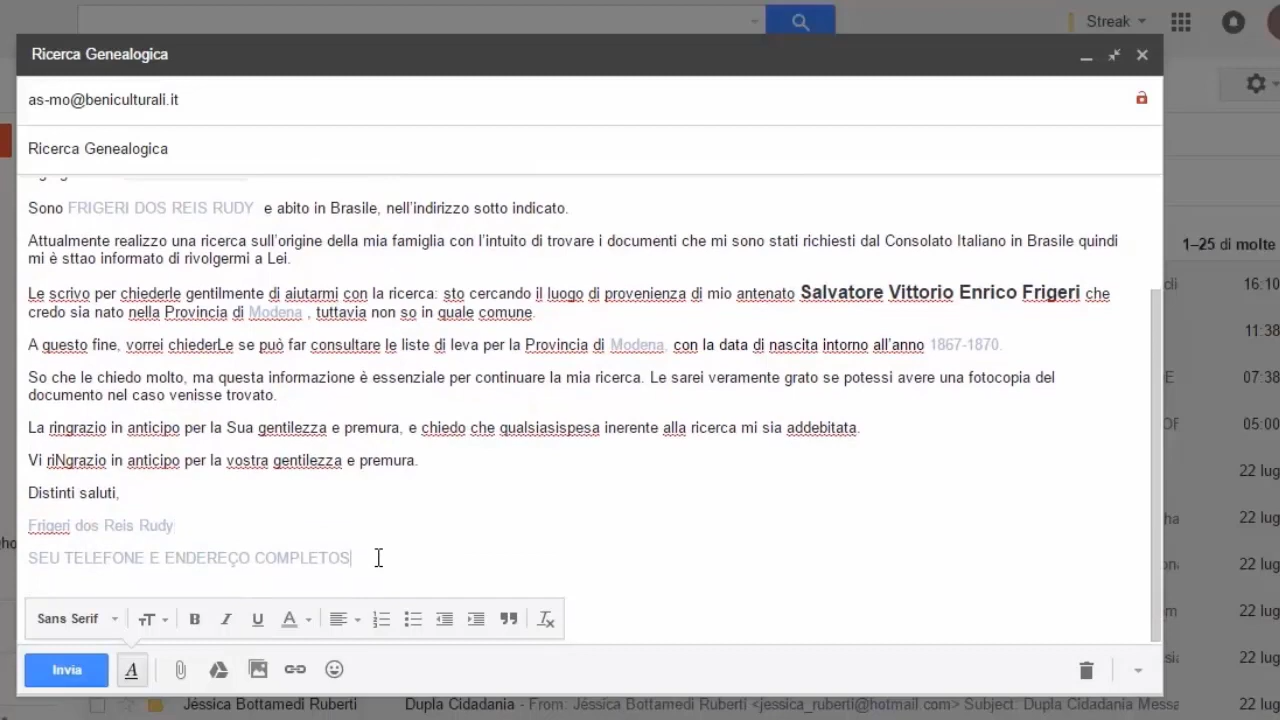 Streak
Ricerca Genealogica
as-mo@beniculturali.it
Ricerca Genealogica
Sono FRIGERI DOS REIS RUDY e abito in Brasile, nell'indirizzo sotto indicato.
Attualmente realizzo una ricerca sull'origine della mia famiglia con l'intuito di trovare i documenti che mi sono stati richiesti dal Consolato Italiano in Brasile quindi
mi è sttao informato di rivolgermi a Lei.
Le scrivo per chiederle gentilmente di aiutarmi con la ricerca: sto cercando il luogo di provenienza di mio antenato Salvatore Vittorio Enrico Frigeri che
credo sia nato nella Provincia di Modena , tuttavia non so in quale comune.
A questo fine, vorrei chiederLe se può far consultare le liste di leva per la Provincia di Modena, con la data di nascita intorno all'anno 1867-1870.
So che le chiedo molto, ma questa informazione è essenziale per continuare la mia ricerca. Le sarei veramente grato se potessi avere una fotocopia del
documento nel caso venisse trovato.
La ringrazio in anticipo per la Sua gentilezza e premura, e chiedo che qualsiasispesa inerente alla ricerca mi sia addebitata.
Vi riNgrazio in anticipo per la vostra gentilezza e premura.
Distinti saluti,
Frigeri dos Reis Rudy
SEU TELEFONE E ENDEREÇO COMPLETOS
Sans Serif
Invia
1–25 di molte
16:10
11:38
07:38
05:00
22 lug
22 lug
22 lug
22 lug
22 lug
22 lug
Jéssica Bottamedi Ruberti Dupla Cidadania - From: Jéssica Bottamedi Ruberti <jessica_ruberti@hotmail com> Subject: Dupla Cidadania Messa